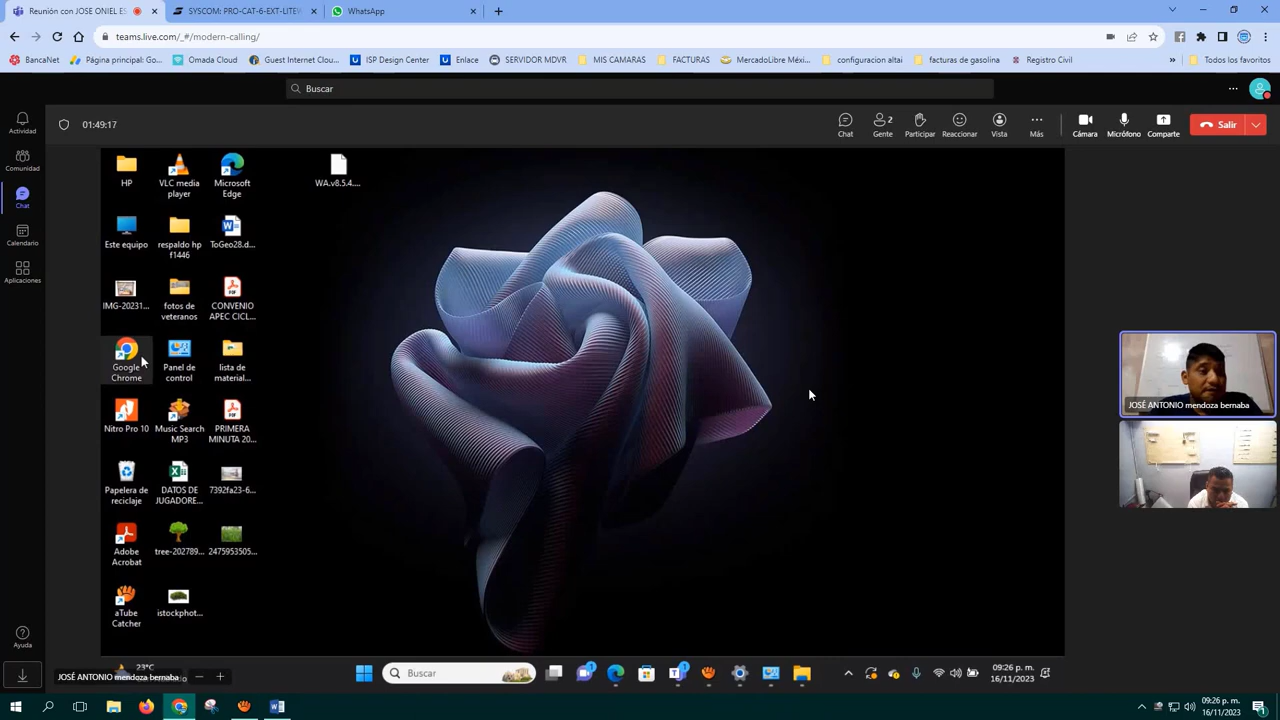 Reunión con JOSE ONIEL ES
SYSCOM: PRO-CAT-6-EXT-LITEW
WhatsApp
teams.live.com/_#/modern-calling/
BancaNet
Página principal: Go...
Omada Cloud
Guest Internet Clou...
ISP Design Center
Enlace
SERVIDOR MDVR
MIS CAMARAS
FACTURAS
MercadoLibre Méxi...
configuracion altai
facturas de gasolina
Registro Civil
Todos los favoritos
Buscar
01:49:17
Chat
2
Gente
Participar
Reaccionar
Vista
Más
Cámara
Micrófono
Comparte
Salir
Actividad
Comunidad
Chat
Calendario
Aplicaciones
Ayuda
HP
VLC media
player
Microsoft
Edge
WA.v8.5.4....
Este equipo
respaldo hp
f1446
ToGeo28.d...
IMG-20231...
fotos de
veteranos
CONVENIO
APEC CICL...
Google
Chrome
Panel de
control
lista de
material...
Nitro Pro 10
Music Search
MP3
PRIMERA
MINUTA 20...
Papelera de
reciclaje
DATOS DE
JUGADORE...
7392fa23-6...
Adobe
Acrobat
tree-202789...
2475953505...
aTube
Catcher
istockphot...
JOSÉ ANTONIO mendoza bernaba
23°C
JOSÉ ANTONIO mendoza bernaba
Buscar
09:26 p. m.
16/11/2023
09:26 p. m.
16/11/2023